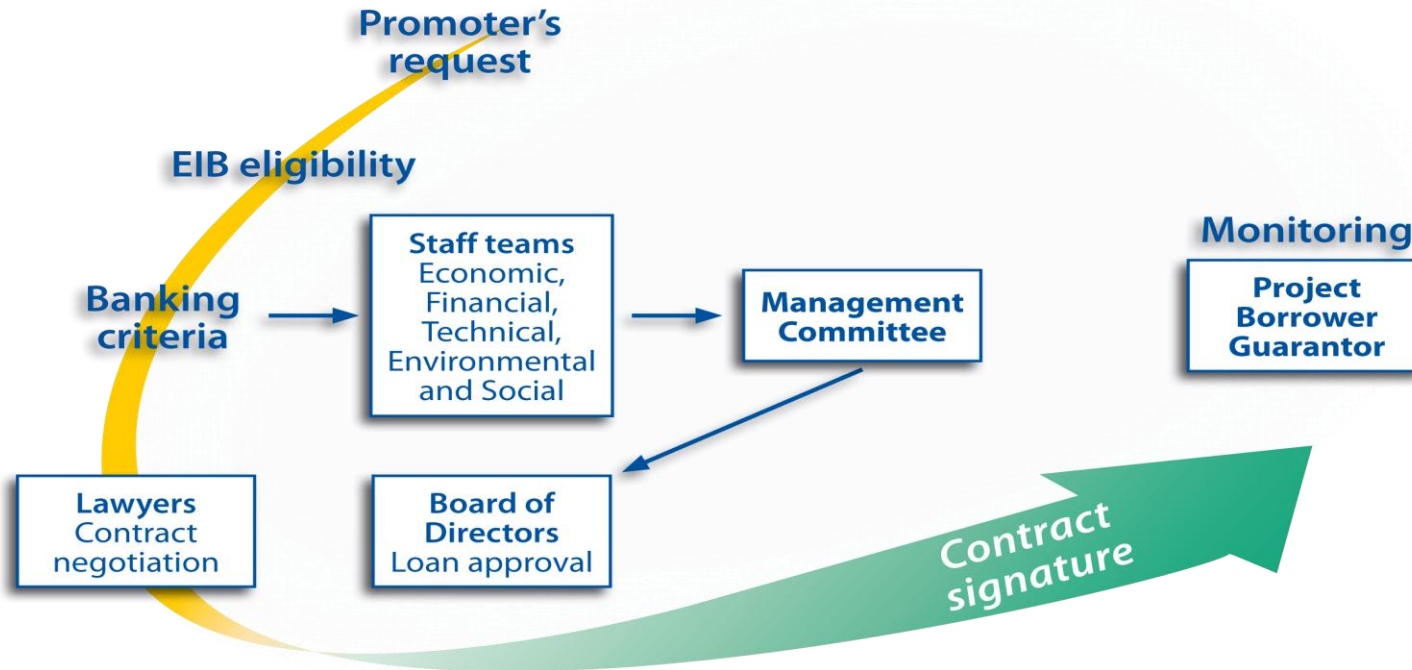 Promoter's
request
EIB eligibility
Banking
criteria
Staff teams
Economic,
Financial,
Technical,
Environmental
and Social
Management
Committee
Monitoring
Project
Borrower
Guarantor
Lawyers
Contract
negotiation
Board of
Directors
Loan approval
Contract
signature